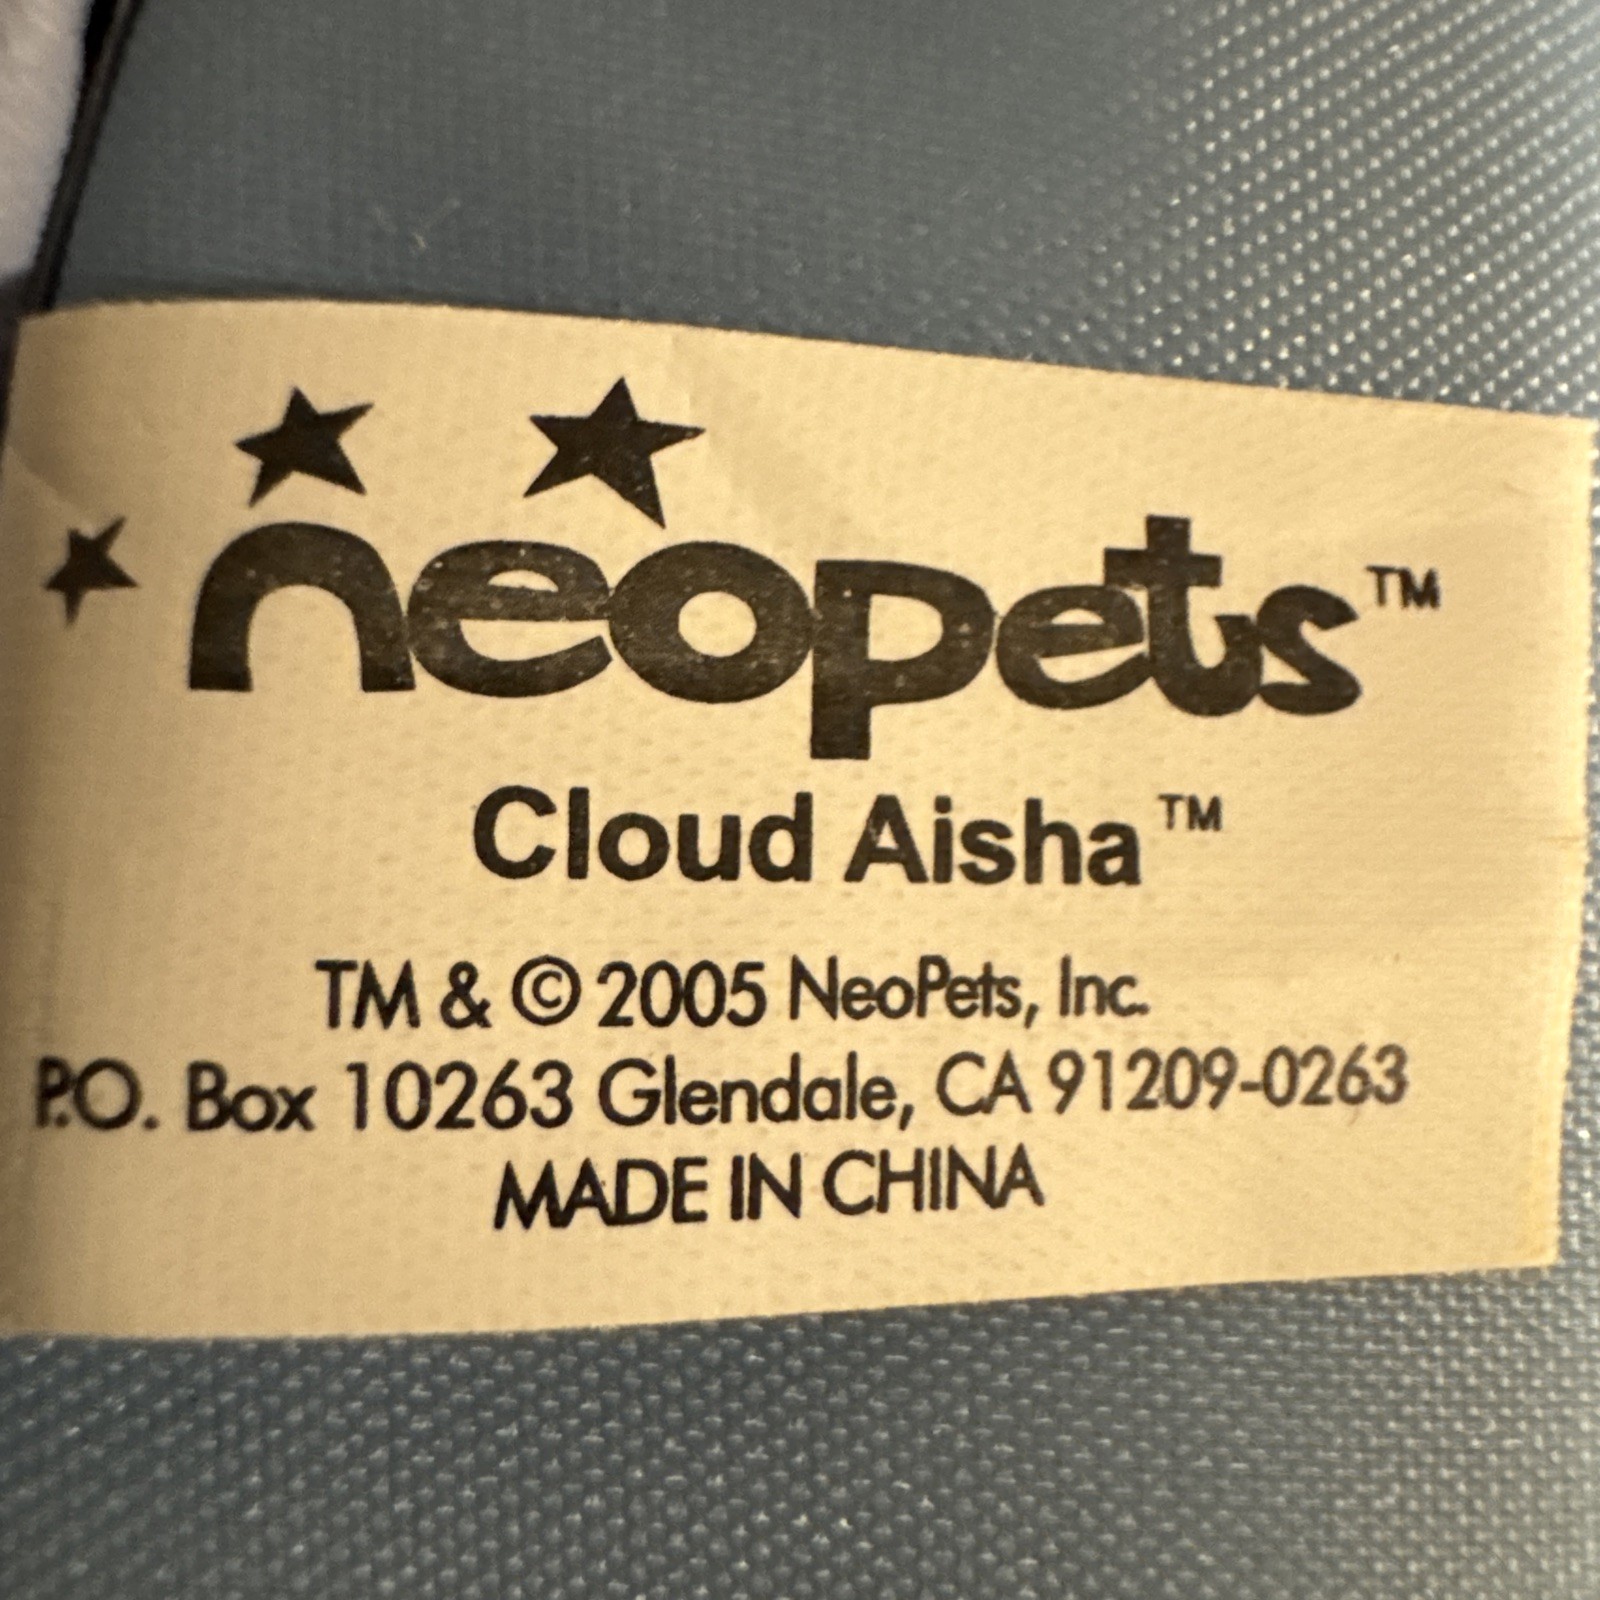 neopets™
Cloud Aisha™
TM & © 2005 NeoPets, Inc.
P.O. Box 10263 Glendale, CA 91209-0263
MADE IN CHINA